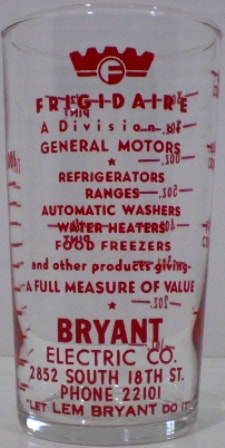 F
FRIGIDAIRE
A Division of
GENERAL MOTORS
REFRIGERATORS
RANGES
AUTOMATIC WASHERS
WATER HEATERS
FOOD FREEZERS
and other products giving
A FULL MEASURE OF VALUE
BRYANT
ELECTRIC CO.
2852 SOUTH 18TH ST.
PHONE 22101
"LET LEM BRYANT DO IT"